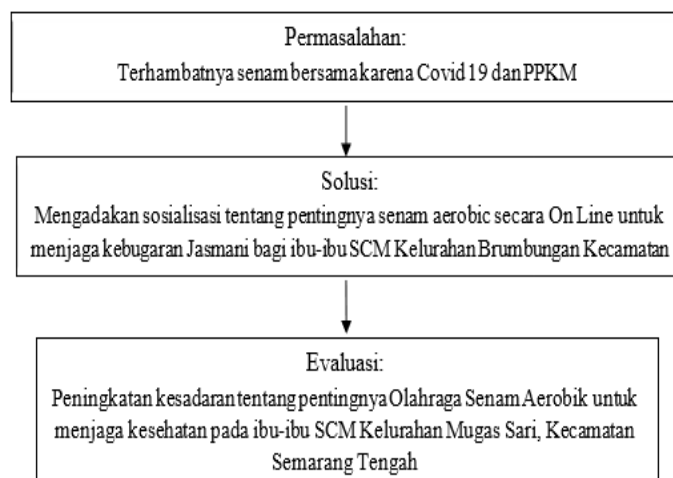 Permasalahan:
Terhambatnya senam bersama karena Covid 19 dan PPKM
Solusi:
Mengadakan sosialisasi tentang pentingnya senam aerobic secara On Line untuk
menjaga kebugaran Jasmani bagi ibu-ibu SCM Kelurahan Brumbungan Kecamatan
Evaluasi:
Peningkatan kesadaran tentang pentingnya Olahraga Senam Aerobik untuk
menjaga kesehatan pada ibu-ibu SCM Kelurahan Mugas Sari, Kecamatan
Semarang Tengah